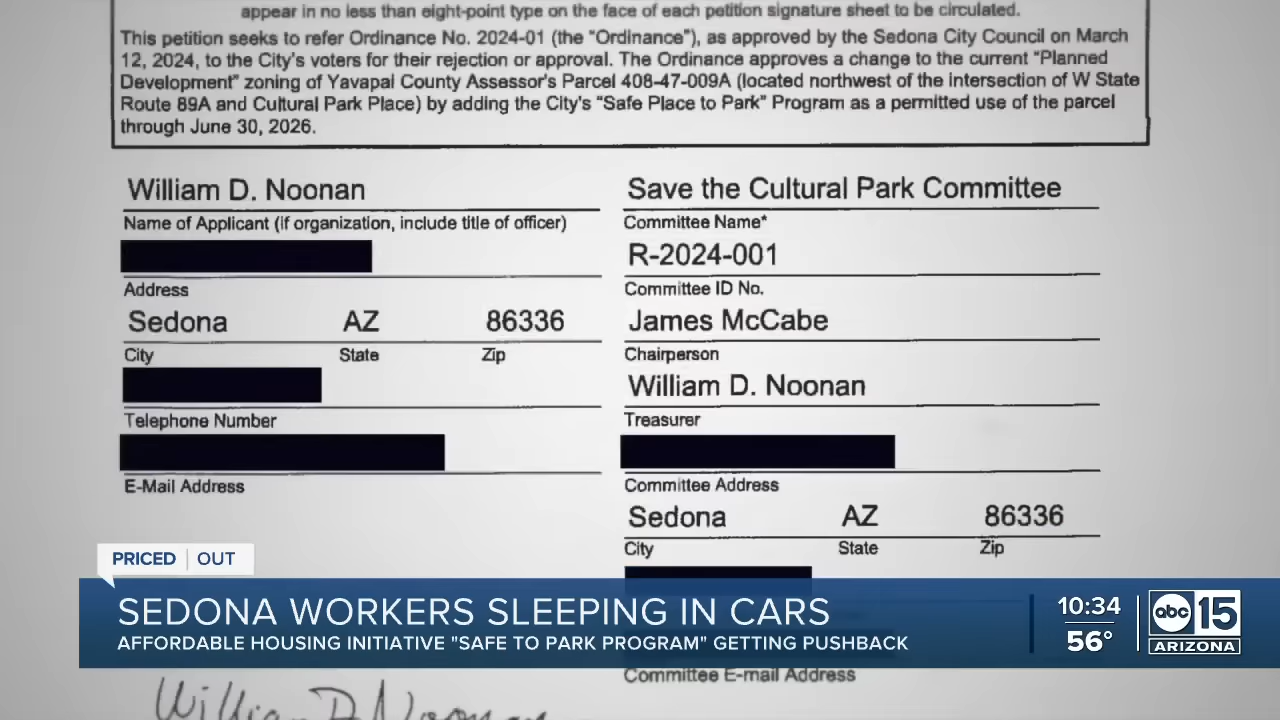 appear in no less than eight-point type on the face of each petition signature sheet to be circulated.
This petition seeks to refer Ordinance No. 2024-01 (the "Ordinance"), as approved by the Sedona City Council on March
12, 2024, to the City's voters for their rejection or approval. The Ordinance approves a change to the current "Planned
Development" zoning of Yavapai County Assessor's Parcel 408-47-009A (located northwest of the intersection of W State
Route 89A and Cultural Park Place) by adding the City's "Safe Place to Park" Program as a permitted use of the parcel
through June 30, 2026.
William D. Noonan
Name of Applicant (if organization, include title of officer)
Address
Sedona AZ 86336
City State Zip
Telephone Number
E-Mail Address
Save the Cultural Park Committee
Committee Name*
R-2024-001
Committee ID No.
James McCabe
Chairperson
William D. Noonan
Treasurer
Committee Address
Sedona AZ 86336
City State Zip
Committee E-mail Address
William D Noonan
PRICED | OUT
SEDONA WORKERS SLEEPING IN CARS
AFFORDABLE HOUSING INITIATIVE "SAFE TO PARK PROGRAM" GETTING PUSHBACK
10:34
56°
abc 15
ARIZONA